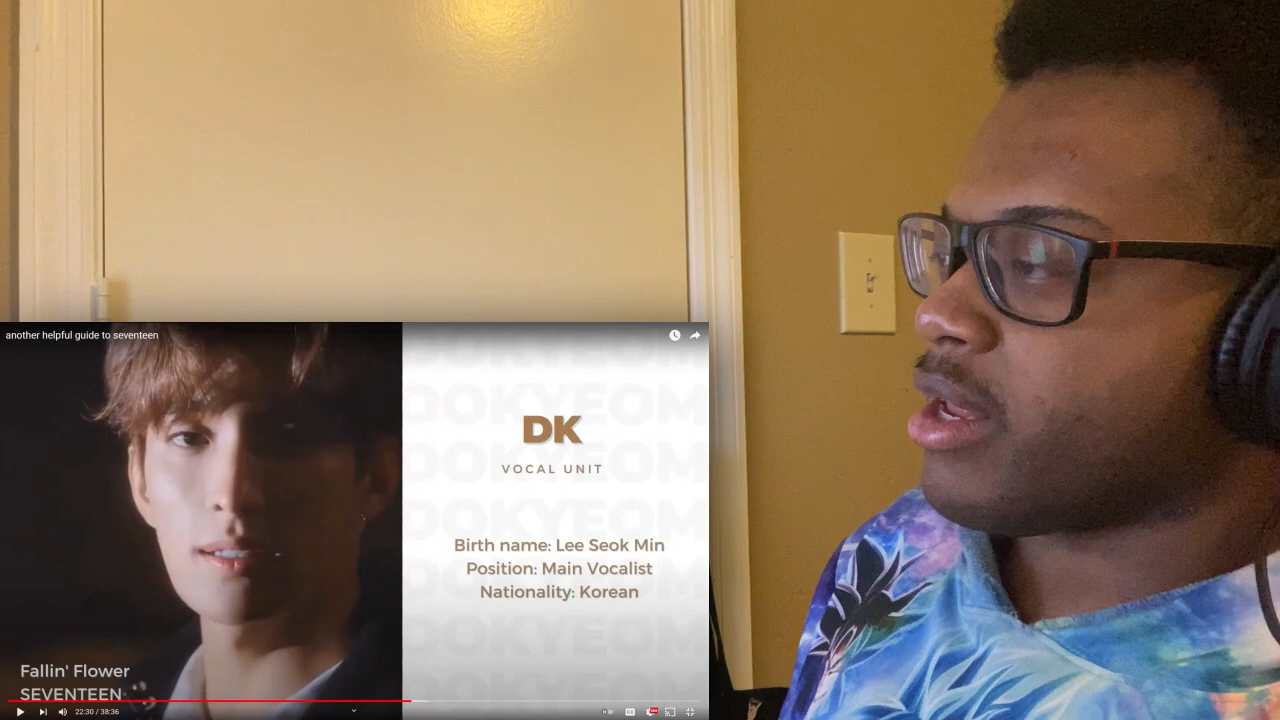 another helpful guide to seventeen
DOKYEOM
DK
VOCAL UNIT
Birth name: Lee Seok Min
Position: Main Vocalist
Nationality: Korean
Fallin' Flower
SEVENTEEN
22:30 / 38:36